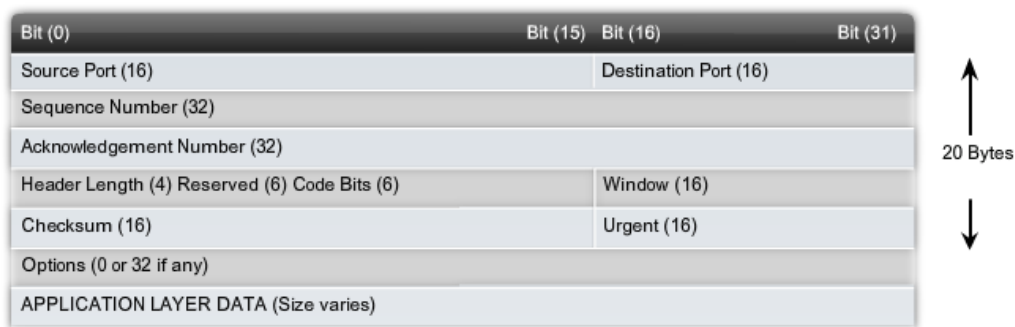 Bit (0) Bit (15) Bit (16) Bit (31)
Source Port (16) Destination Port (16)
Sequence Number (32)
Acknowledgement Number (32)
20 Bytes
Header Length (4) Reserved (6) Code Bits (6) Window (16)
Checksum (16) Urgent (16)
Options (0 or 32 if any)
APPLICATION LAYER DATA (Size varies)